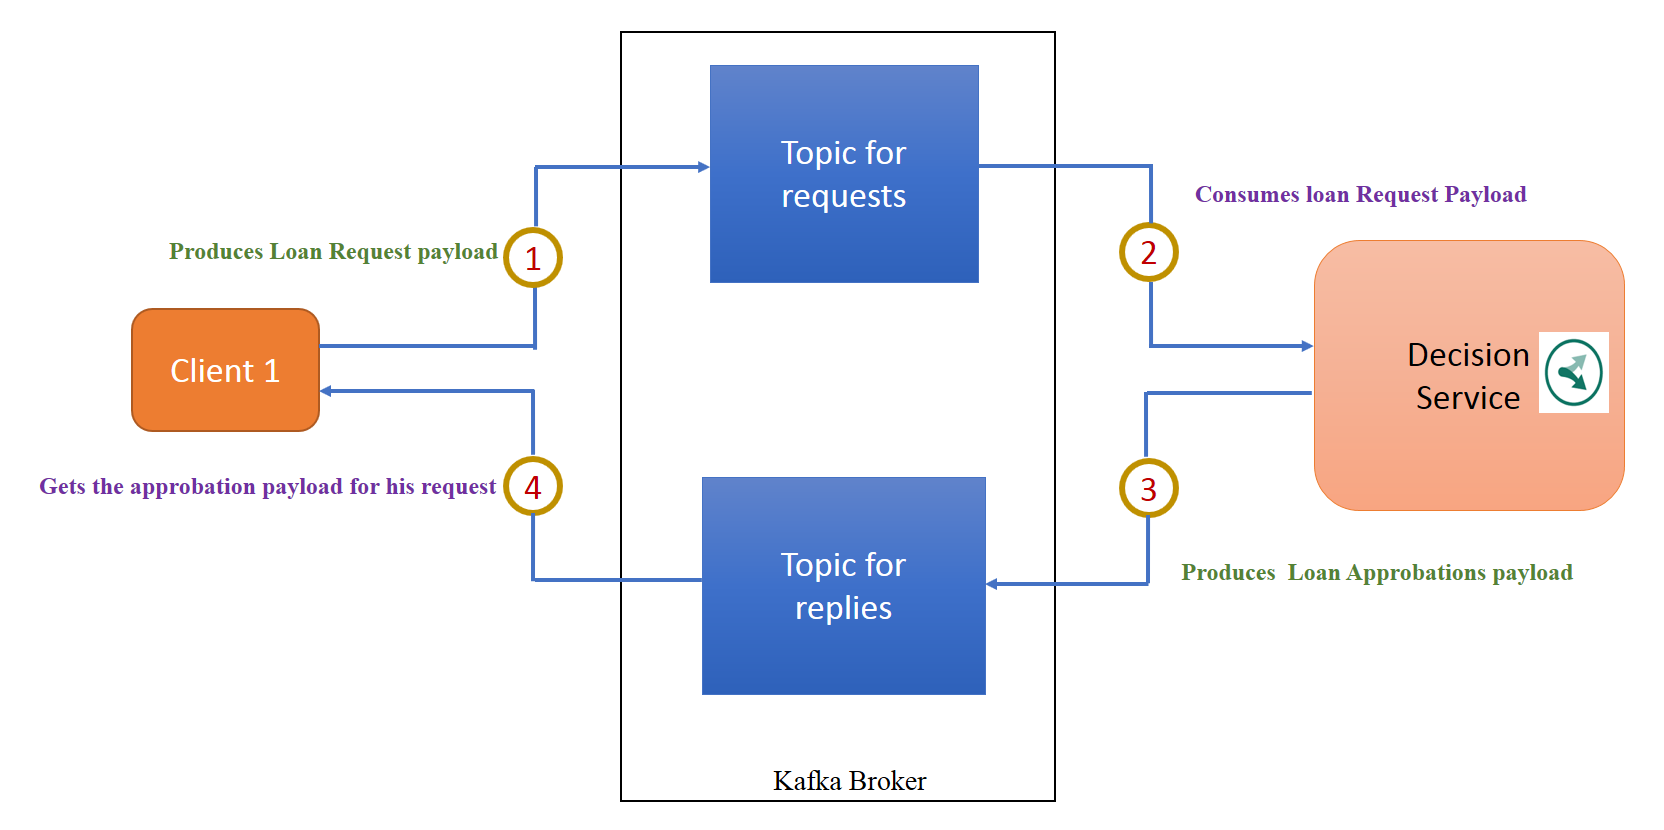 Topic for
requests
Consumes loan Request Payload
Produces Loan Request payload
1
2
Client 1
Decision
Service
Gets the approbation payload for his request
4
3
Topic for
replies
Produces  Loan Approbations payload
Kafka Broker